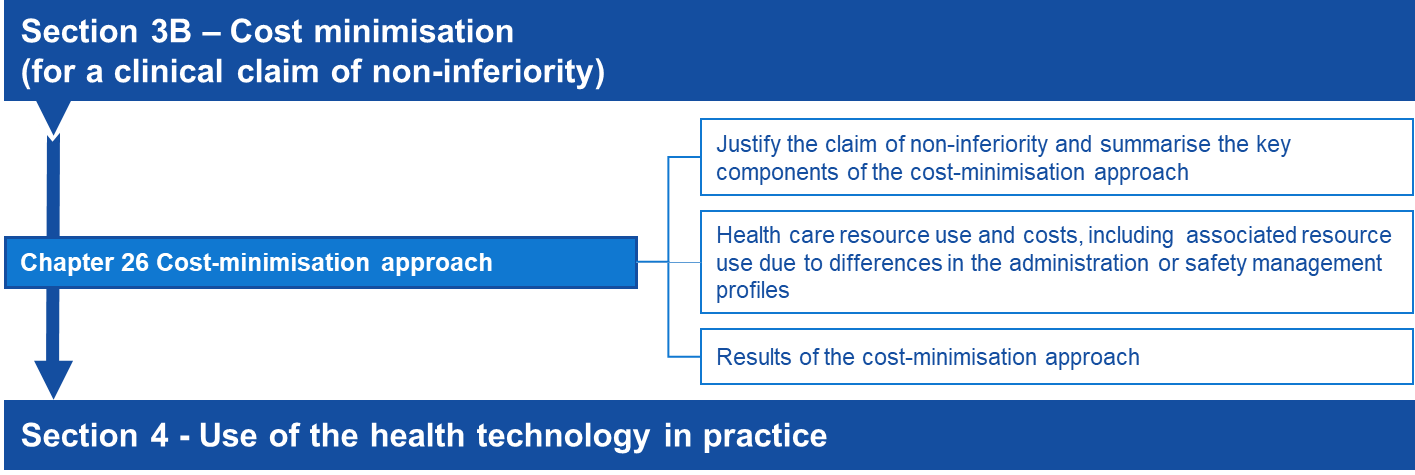 Section 3B – Cost minimisation
(for a clinical claim of non-inferiority)
Justify the claim of non-inferiority and summarise the key
components of the cost-minimisation approach
Health care resource use and costs, including associated resource
use due to differences in the administration or safety management
profiles
Chapter 26 Cost-minimisation approach
Results of the cost-minimisation approach
Section 4 - Use of the health technology in practice